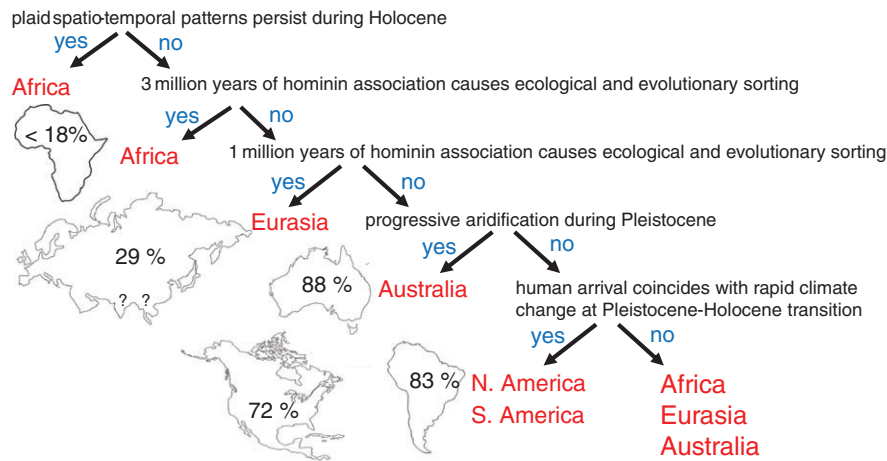 plaid spatio-temporal patterns persist during Holocene
yes no
Africa
3 million years of hominin association causes ecological and evolutionary sorting
< 18%
yes no
Africa
1 million years of hominin association causes ecological and evolutionary sorting
yes no
Eurasia
progressive aridification during Pleistocene
29 %
? ?
yes no
88 %
Australia
human arrival coincides with rapid climate
change at Pleistocene-Holocene transition
yes no
72 %
83 %
N. America
S. America
Africa
Eurasia
Australia